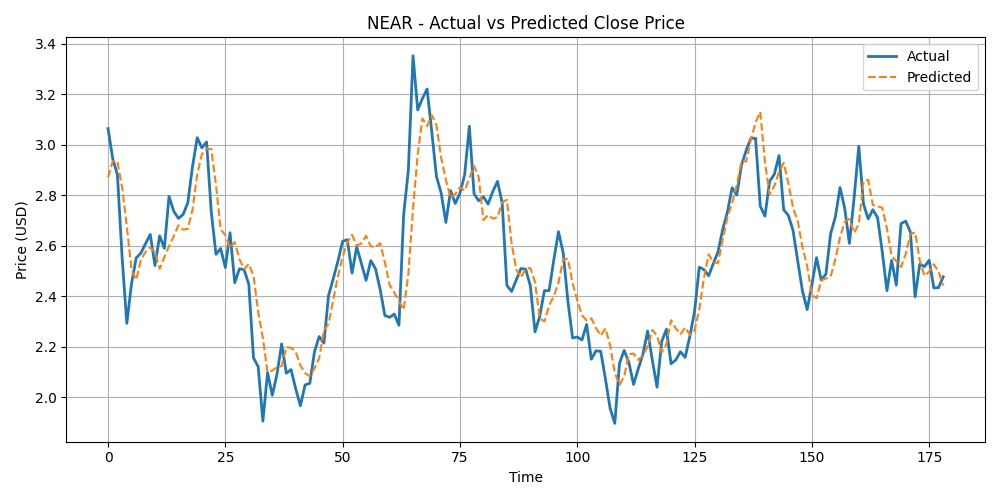 NEAR - Actual vs Predicted Close Price
Actual
Predicted
Price (USD)
3.4
3.2
3.0
2.8
2.6
2.4
2.2
2.0
0 25 50 75 100 125 150 175
Time